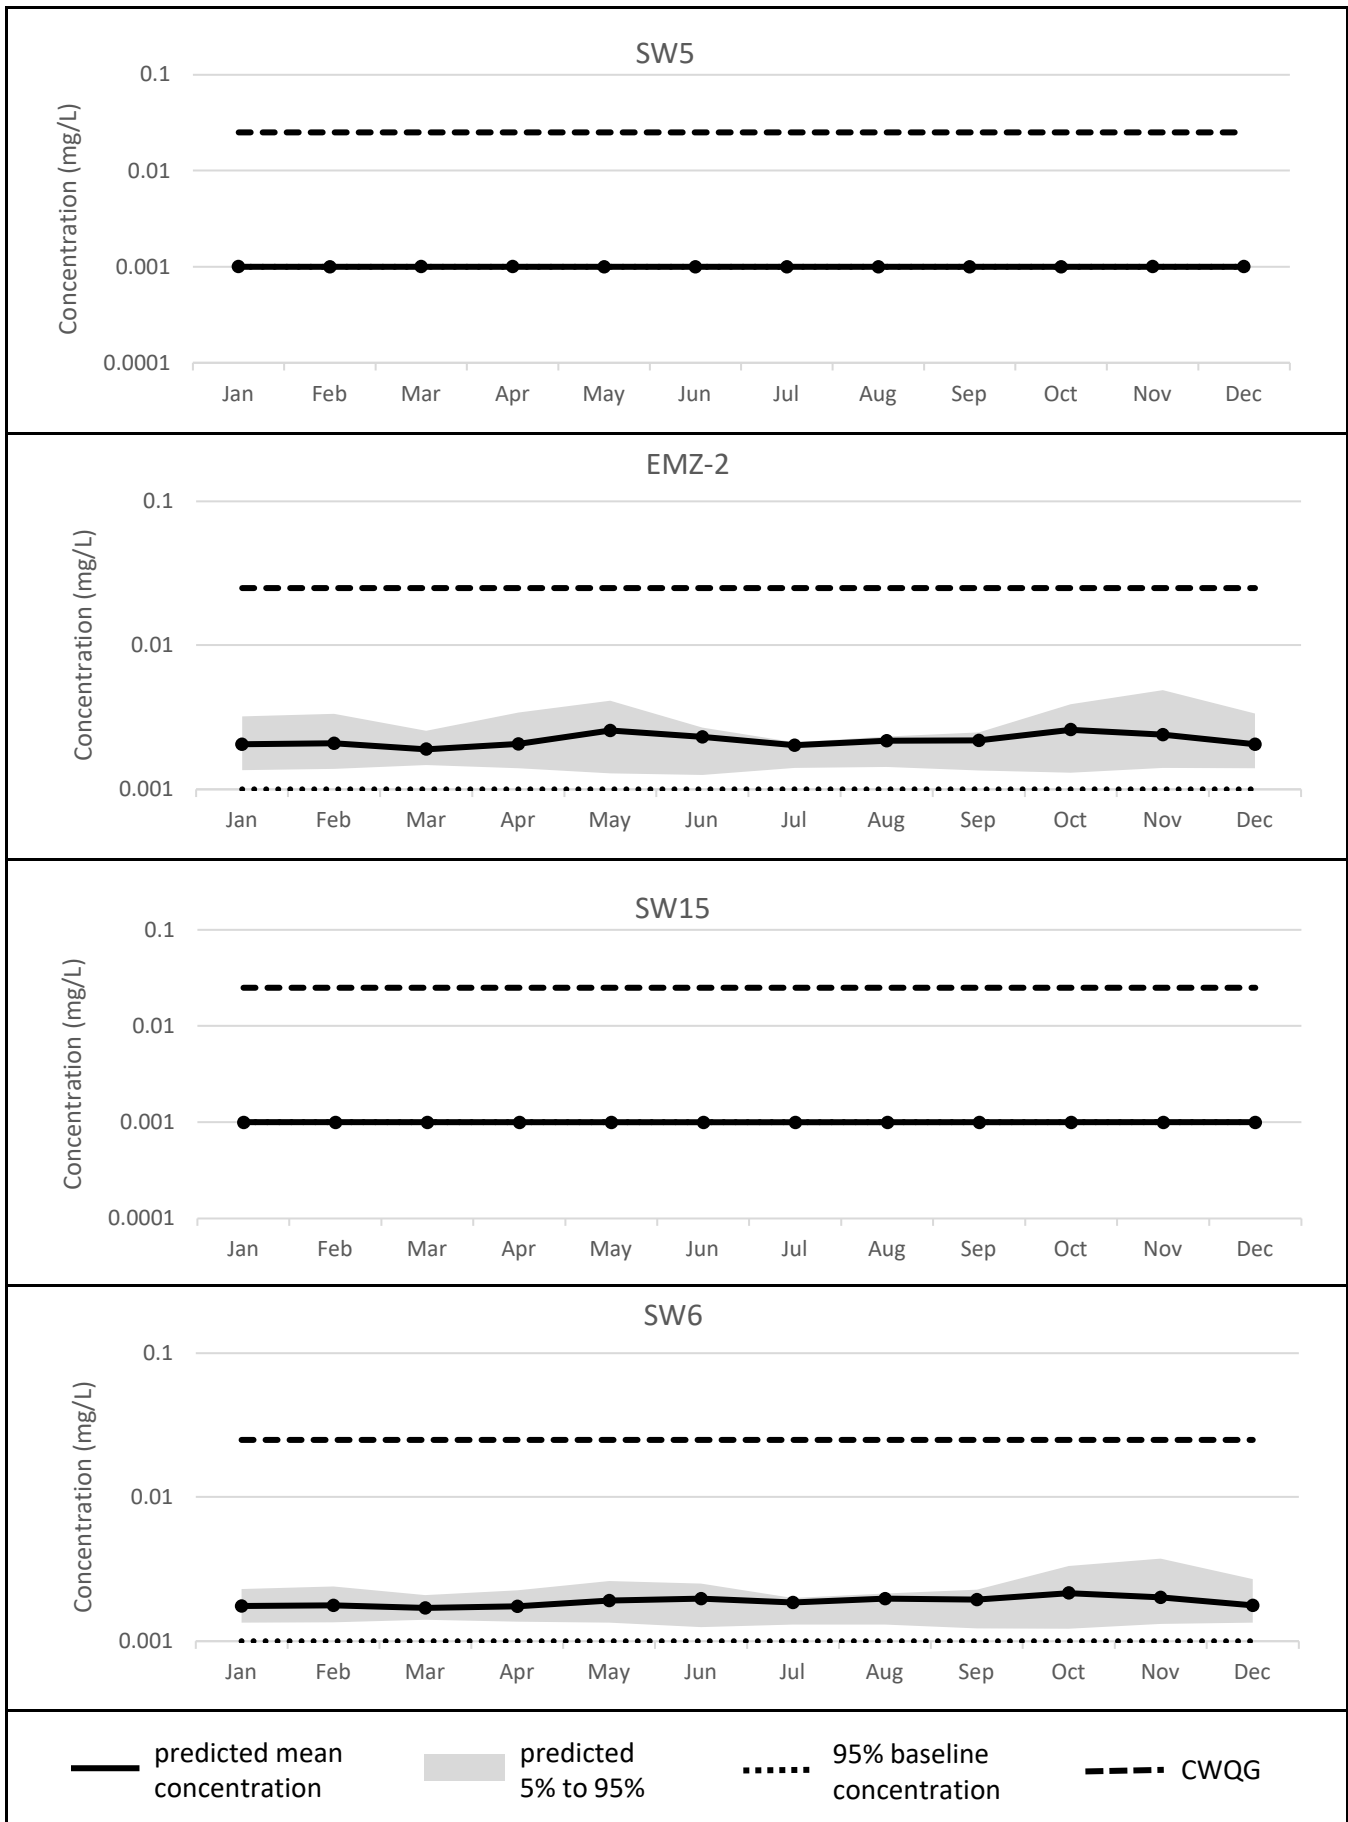 SW5
Concentration (mg/L)
0.1
0.01
0.001
0.0001
Jan Feb Mar Apr May Jun Jul Aug Sep Oct Nov Dec
EMZ-2
Concentration (mg/L)
0.1
0.01
0.001
Jan Feb Mar Apr May Jun Jul Aug Sep Oct Nov Dec
SW15
Concentration (mg/L)
0.1
0.01
0.001
0.0001
Jan Feb Mar Apr May Jun Jul Aug Sep Oct Nov Dec
SW6
Concentration (mg/L)
0.1
0.01
0.001
Jan Feb Mar Apr May Jun Jul Aug Sep Oct Nov Dec
predicted mean
concentration
predicted
5% to 95%
95% baseline
concentration
CWQG